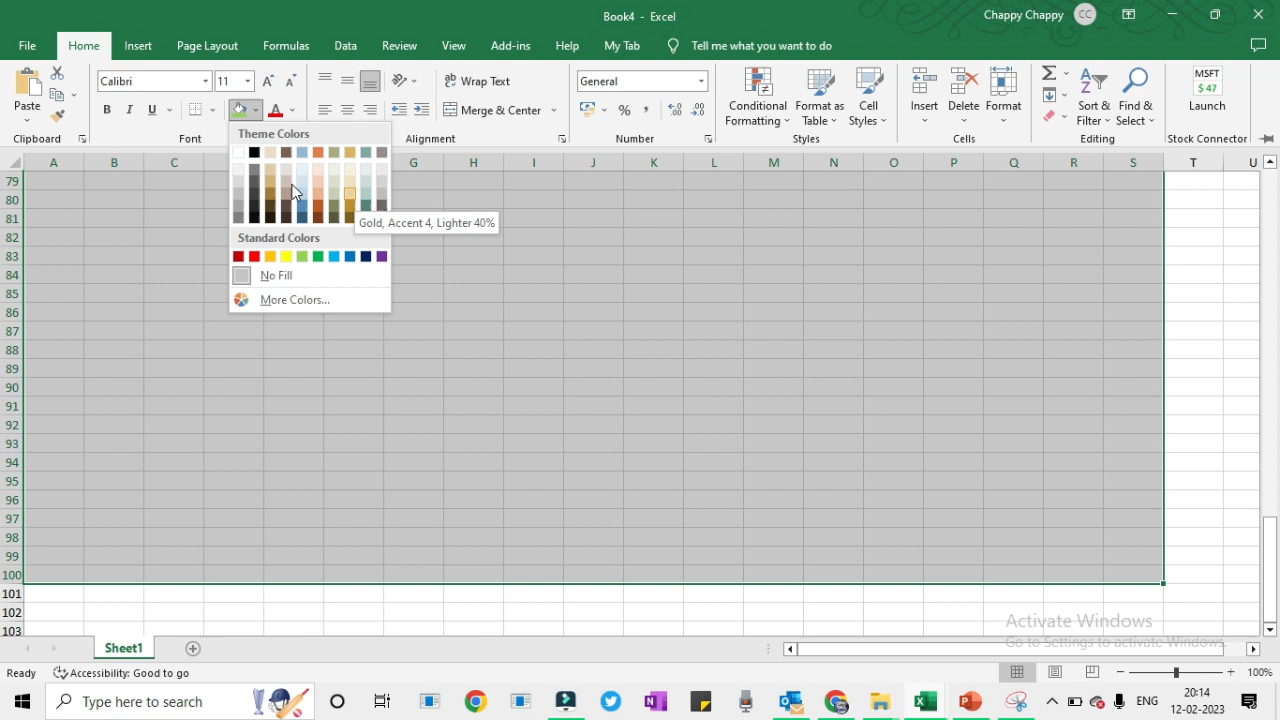 Book4 - Excel
Chappy Chappy CC
File Home Insert Page Layout Formulas Data Review View Add-ins Help My Tab Tell me what you want to do
Paste
Clipboard
Calibri 11
B I U A
Font
ab Wrap Text
Merge & Center
Alignment
General
% ,
Number
Conditional Formatting
Format as Table
Cell Styles
Styles
Insert
Delete
Format
Cells
Sort & Filter
Find & Select
Editing
MSFT
$ 47
Launch
Stock Connector
Theme Colors
Gold, Accent 4, Lighter 40%
Standard Colors
No Fill
More Colors...
A B C G H I J K L M N O P Q R S T U
79
80
81
82
83
84
85
86
87
88
89
90
91
92
93
94
95
96
97
98
99
100
101
102
103
Activate Windows
Go to Settings to activate Windows.
Sheet1
Ready Accessibility: Good to go 100%
Type here to search
ENG
20:14
12-02-2023